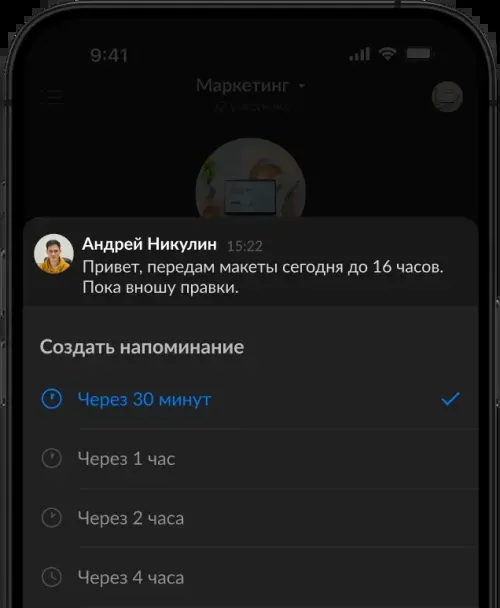 9:41
Маркетинг
Андрей Никулин 15:22
Привет, передам макеты сегодня до 16 часов.
Пока вношу правки.
Создать напоминание
Через 30 минут
Через 1 час
Через 2 часа
Через 4 часа